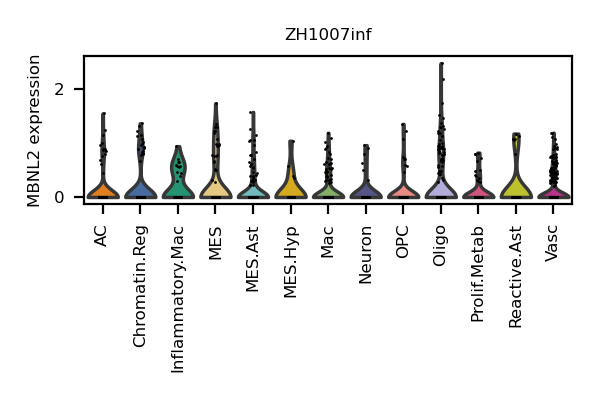 ZH1007inf
MBNL2 expression
2
0
AC
Chromatin.Reg
Inflammatory.Mac
MES
MES.Ast
MES.Hyp
Mac
Neuron
OPC
Oligo
Prolif.Metab
Reactive.Ast
Vasc